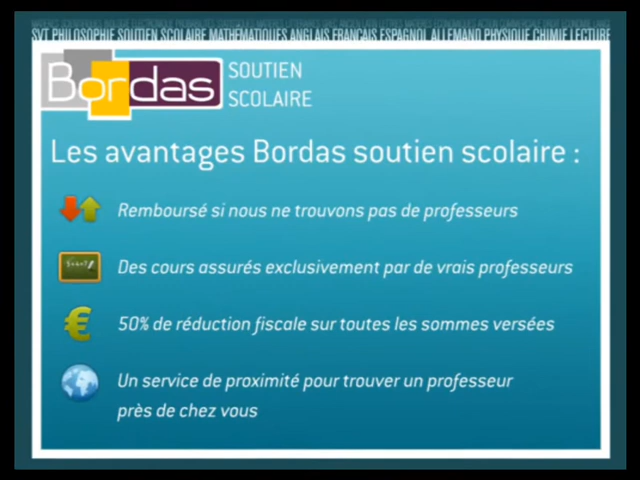 SVT PHILOSOPHIE SOUTIEN SCOLAIRE MATHÉMATIQUES ANGLAIS FRANÇAIS ESPAGNOL ALLEMAND PHYSIQUE CHIMIE LECTURE
Bordas SOUTIEN
SCOLAIRE
Les avantages Bordas soutien scolaire :
Remboursé si nous ne trouvons pas de professeurs
Des cours assurés exclusivement par de vrais professeurs
50% de réduction fiscale sur toutes les sommes versées
Un service de proximité pour trouver un professeur
près de chez vous